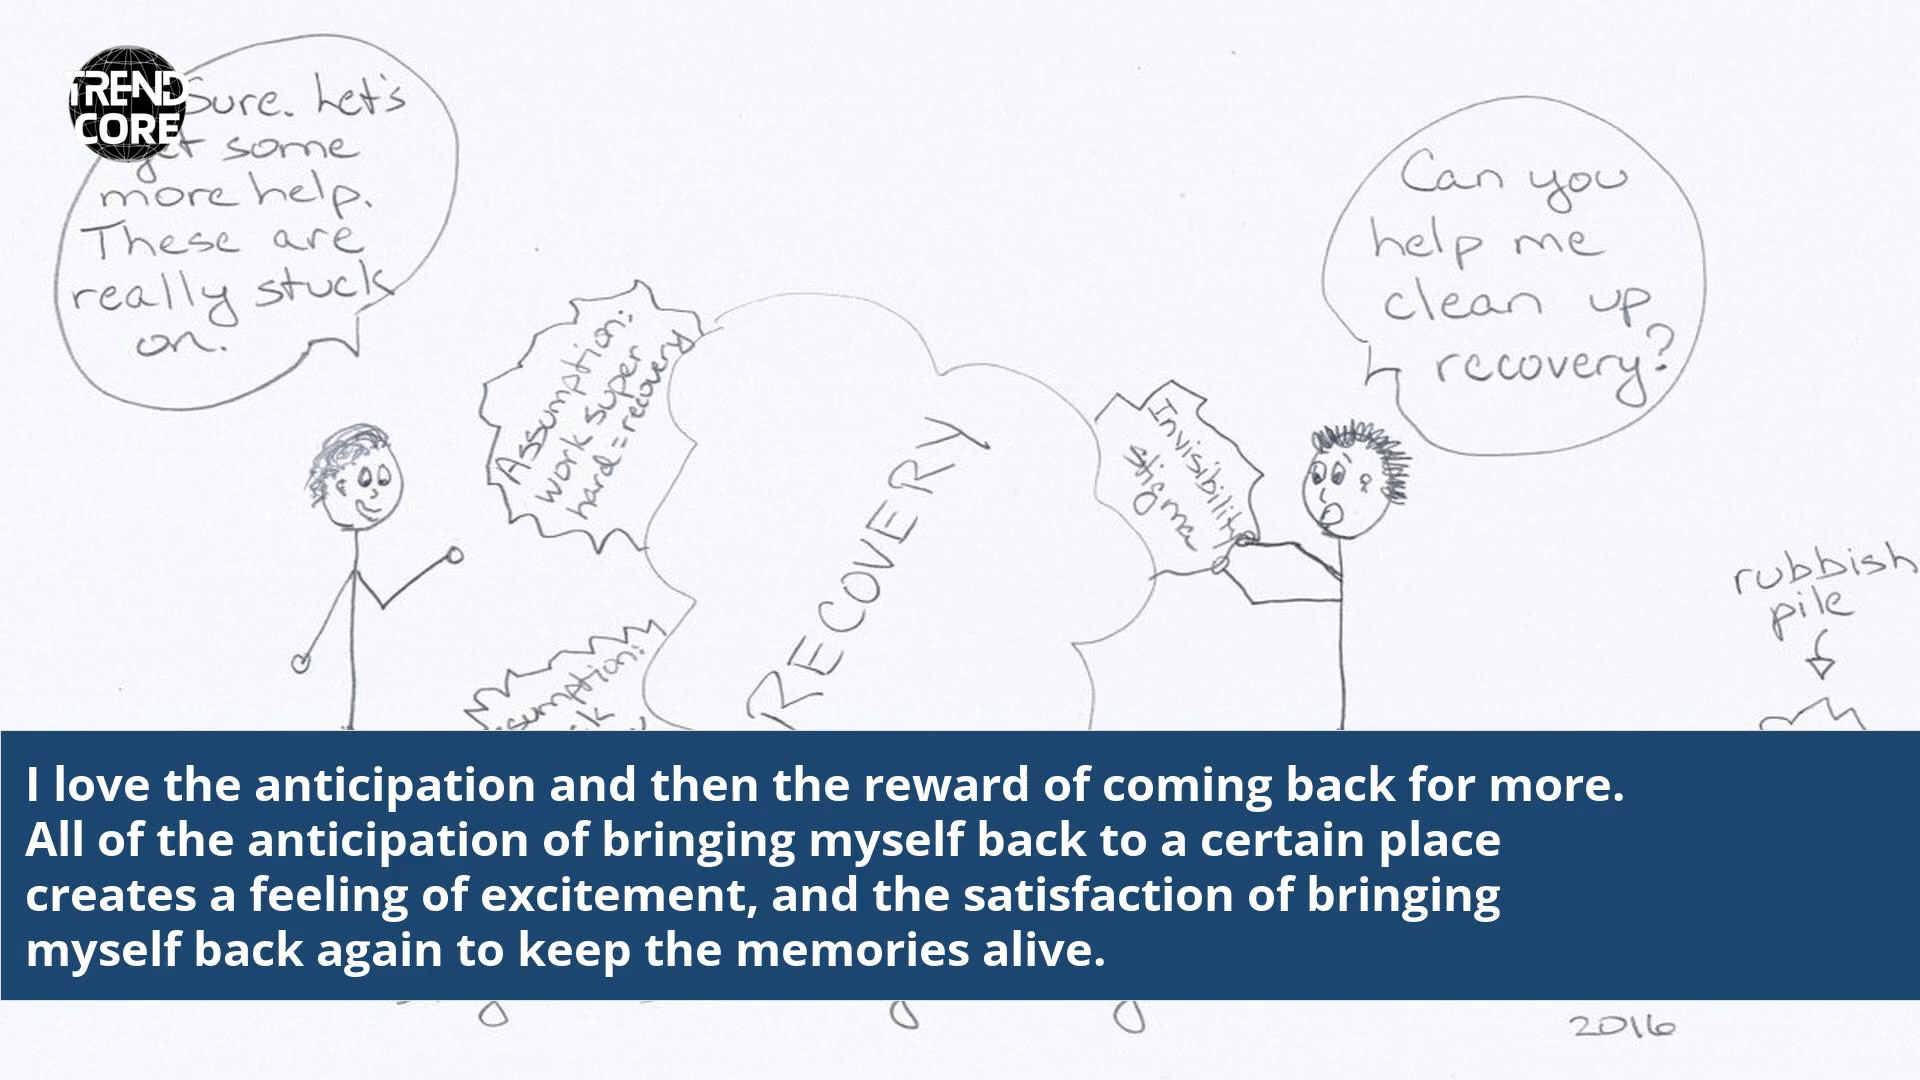 TREND
CORE
Sure. Let's
get some
more help.
These are
really stuck
on.
Can you
help me
clean up
recovery?
Assumption:
work super
hard = recovery
Invisibility
stigma
RECOVERY
rubbish
pile
I love the anticipation and then the reward of coming back for more.
All of the anticipation of bringing myself back to a certain place
creates a feeling of excitement, and the satisfaction of bringing
myself back again to keep the memories alive.
2016